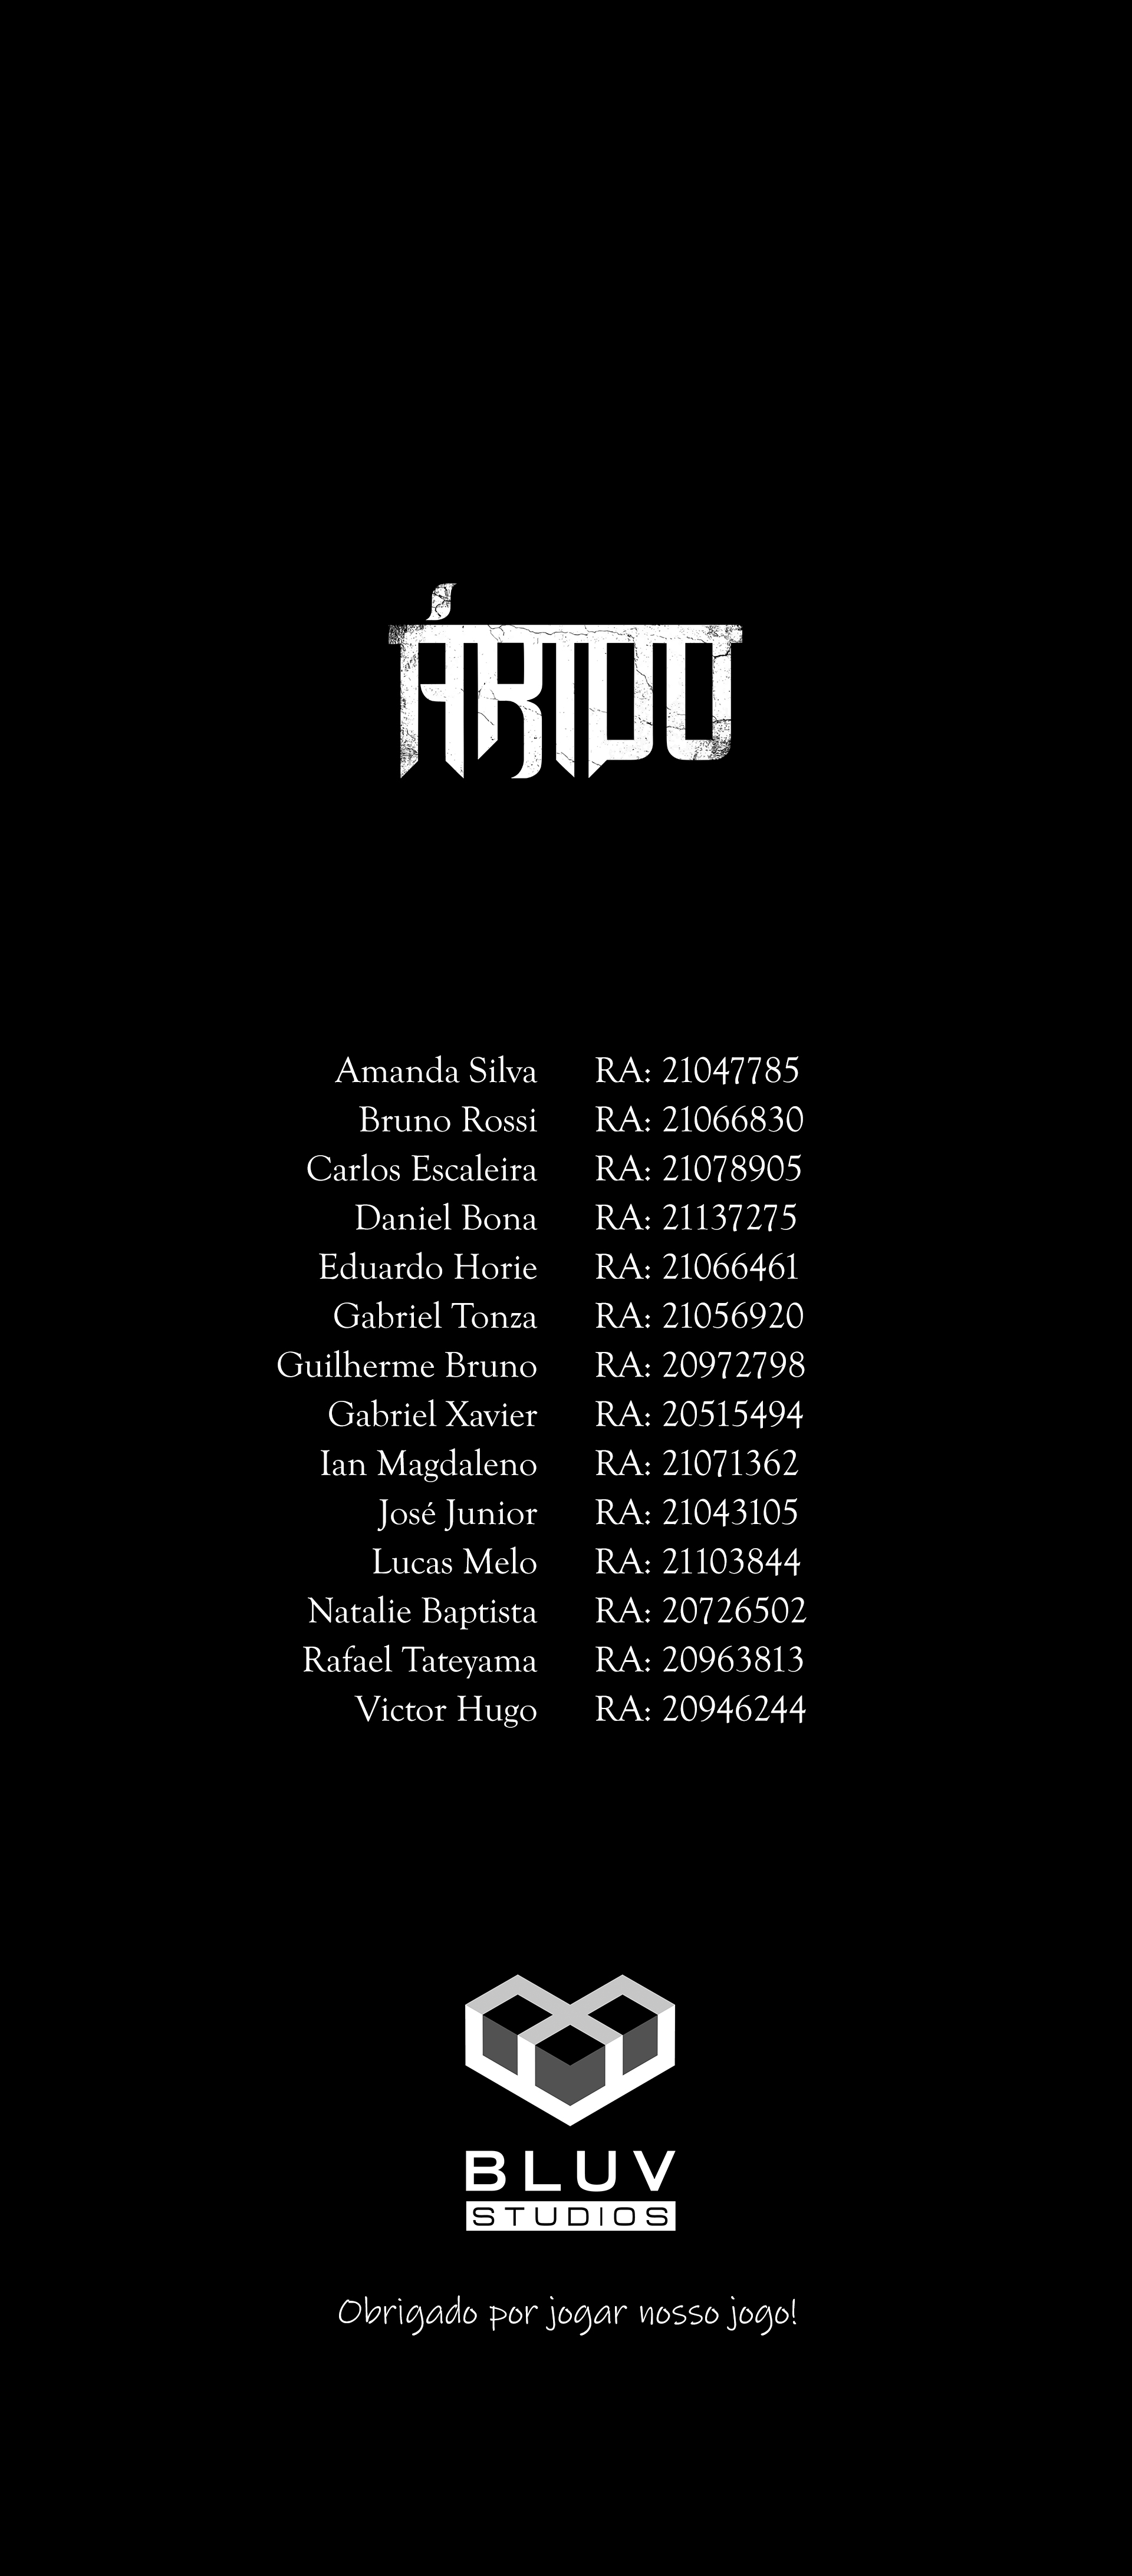 ÁRIDO
Amanda Silva RA: 21047785
Bruno Rossi RA: 21066830
Carlos Escaleira RA: 21078905
Daniel Bona RA: 21137275
Eduardo Horie RA: 21066461
Gabriel Tonza RA: 21056920
Guilherme Bruno RA: 20972798
Gabriel Xavier RA: 20515494
Ian Magdaleno RA: 21071362
José Junior RA: 21043105
Lucas Melo RA: 21103844
Natalie Baptista RA: 20726502
Rafael Tateyama RA: 20963813
Victor Hugo RA: 20946244
BLUV
STUDIOS
Obrigado por jogar nosso jogo!